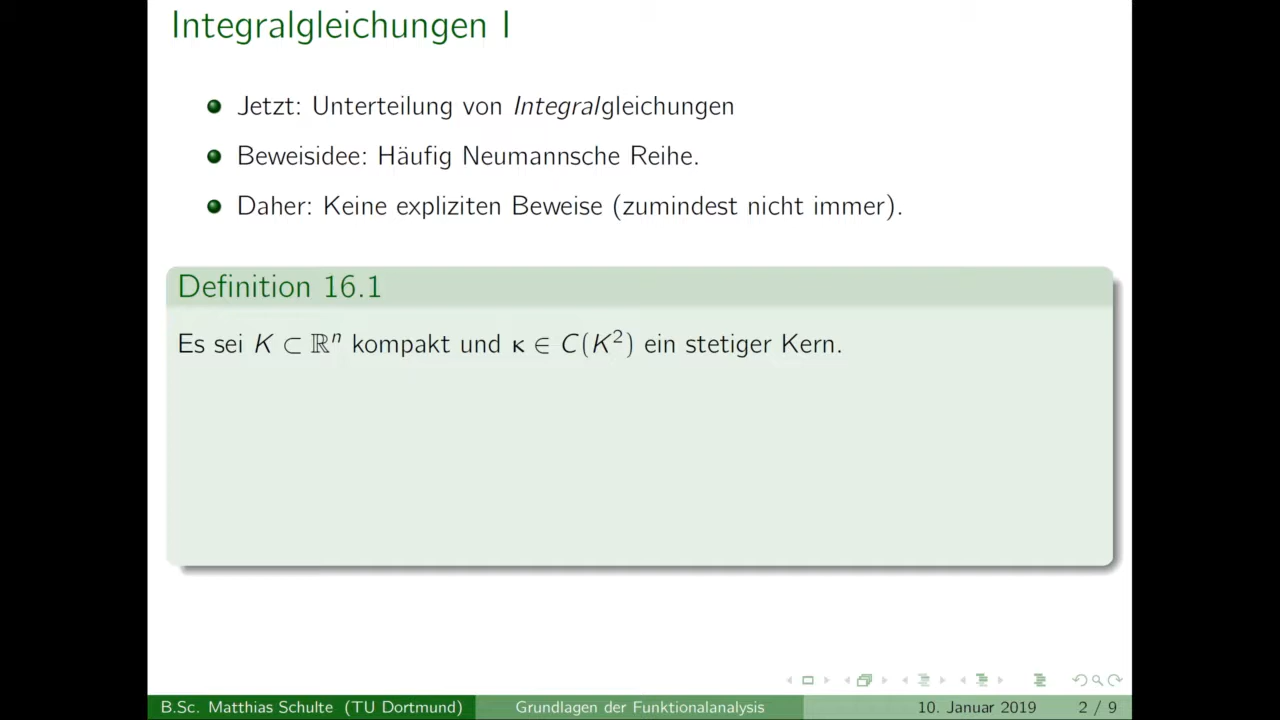 Integralgleichungen I
Jetzt: Unterteilung von Integralgleichungen
Beweisidee: Häufig Neumannsche Reihe.
Daher: Keine expliziten Beweise (zumindest nicht immer).
Definition 16.1
Es sei K ⊂ ℝⁿ kompakt und κ ∈ C(K²) ein stetiger Kern.
B.Sc. Matthias Schulte (TU Dortmund) Grundlagen der Funktionalanalysis 10. Januar 2019 2 / 9